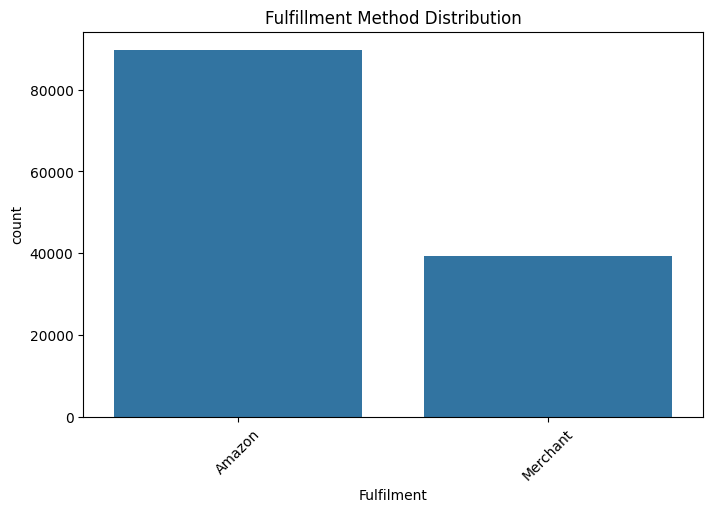 Fulfillment Method Distribution
80000
60000
40000
20000
0
count
Amazon
Merchant
Fulfilment